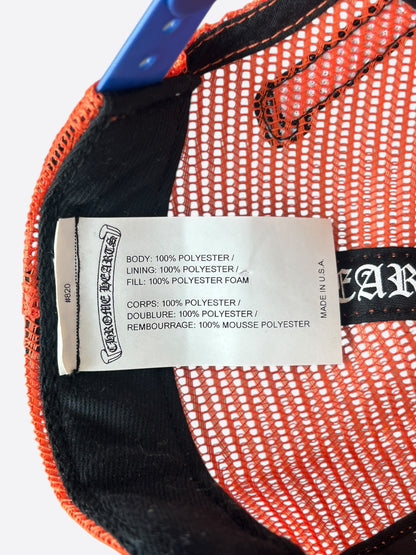 #820
CHROME HEARTS
BODY: 100% POLYESTER /
LINING: 100% POLYESTER /
FILL: 100% POLYESTER FOAM
CORPS: 100% POLYESTER /
DOUBLURE: 100% POLYESTER /
REMBOURRAGE: 100% MOUSSE POLYESTER
MADE IN U.S.A.
EAR